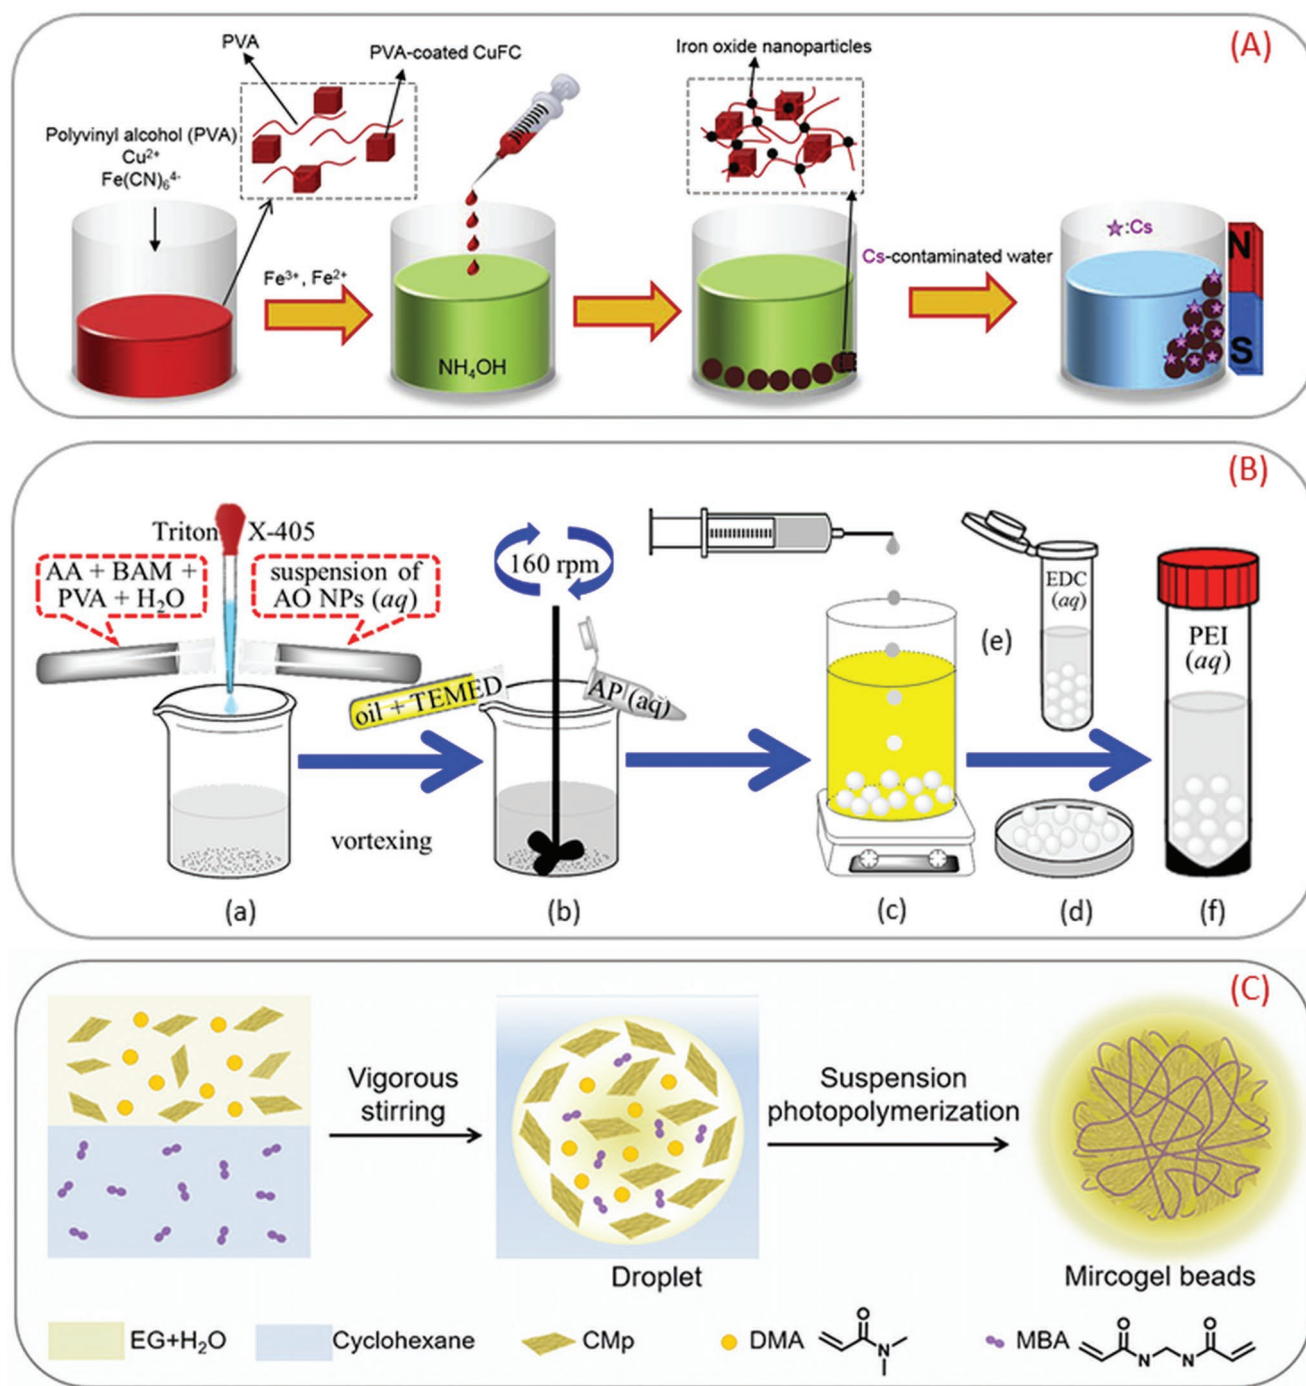 (A)
PVA
PVA-coated CuFC
Iron oxide nanoparticles
Polyvinyl alcohol (PVA)
Cu²⁺
Fe(CN)₆⁴⁻
Fe³⁺, Fe²⁺
NH₄OH
Cs-contaminated water
:Cs
N
S
(B)
Triton X-405
AA + BAM +
PVA + H₂O
suspension of
AO NPs (aq)
160 rpm
oil + TEMED
AP (aq)
vortexing
EDC
(aq)
(e)
PEI
(aq)
(a)
(b)
(c)
(d)
(f)
(C)
Vigorous
stirring
Suspension
photopolymerization
Droplet
Mircogel beads
EG+H₂O
Cyclohexane
CMp
DMA
O
N
MBA
O
O
N
N
H
H